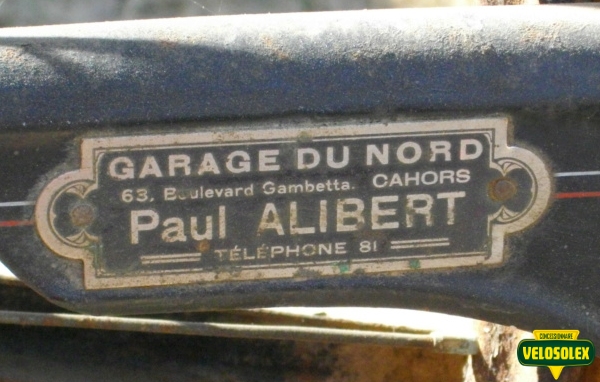 GARAGE DU NORD
63, Boulevard Gambetta. CAHORS
Paul ALIBERT
TÉLÉPHONE 81
CONCESSIONNAIRE
VELOSOLEX